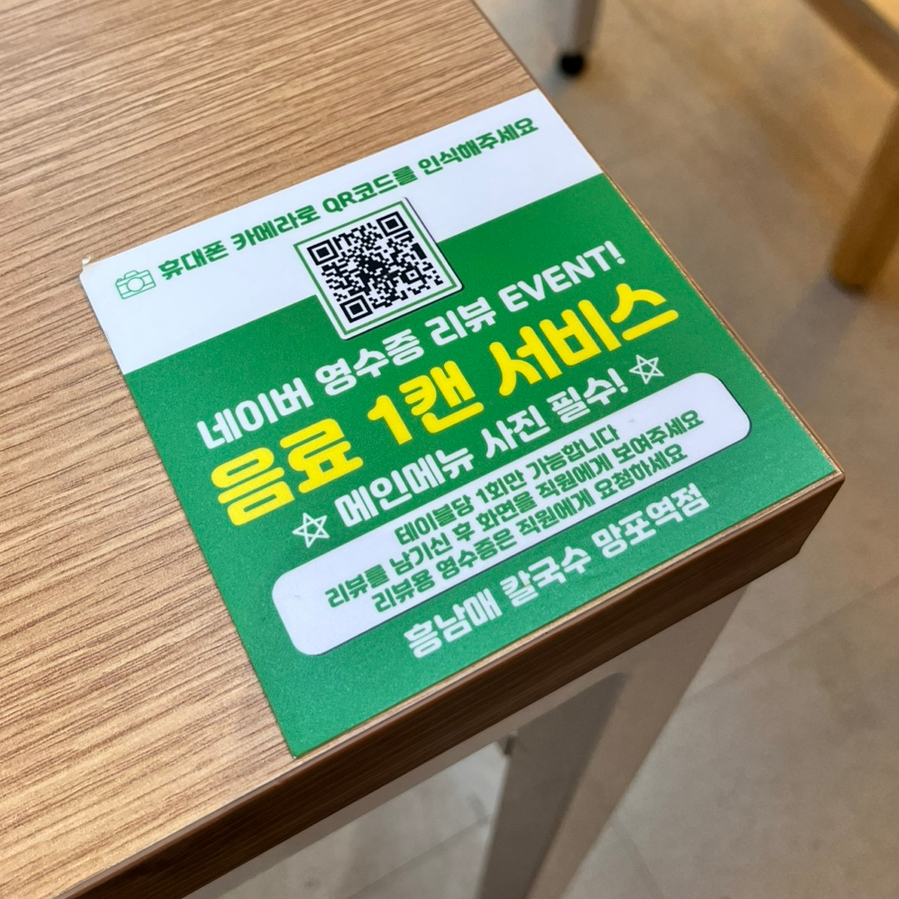 휴대폰 카메라로 QR코드를 인식해주세요
네이버 영수증 리뷰 EVENT!
음료 1캔 서비스
메인메뉴 사진 필수!
테이블당 1회만 가능합니다
리뷰를 남기신 후 화면을 직원에게 보여주세요
리뷰용 영수증은 직원에게 요청하세요
흥남매 칼국수 망포역점